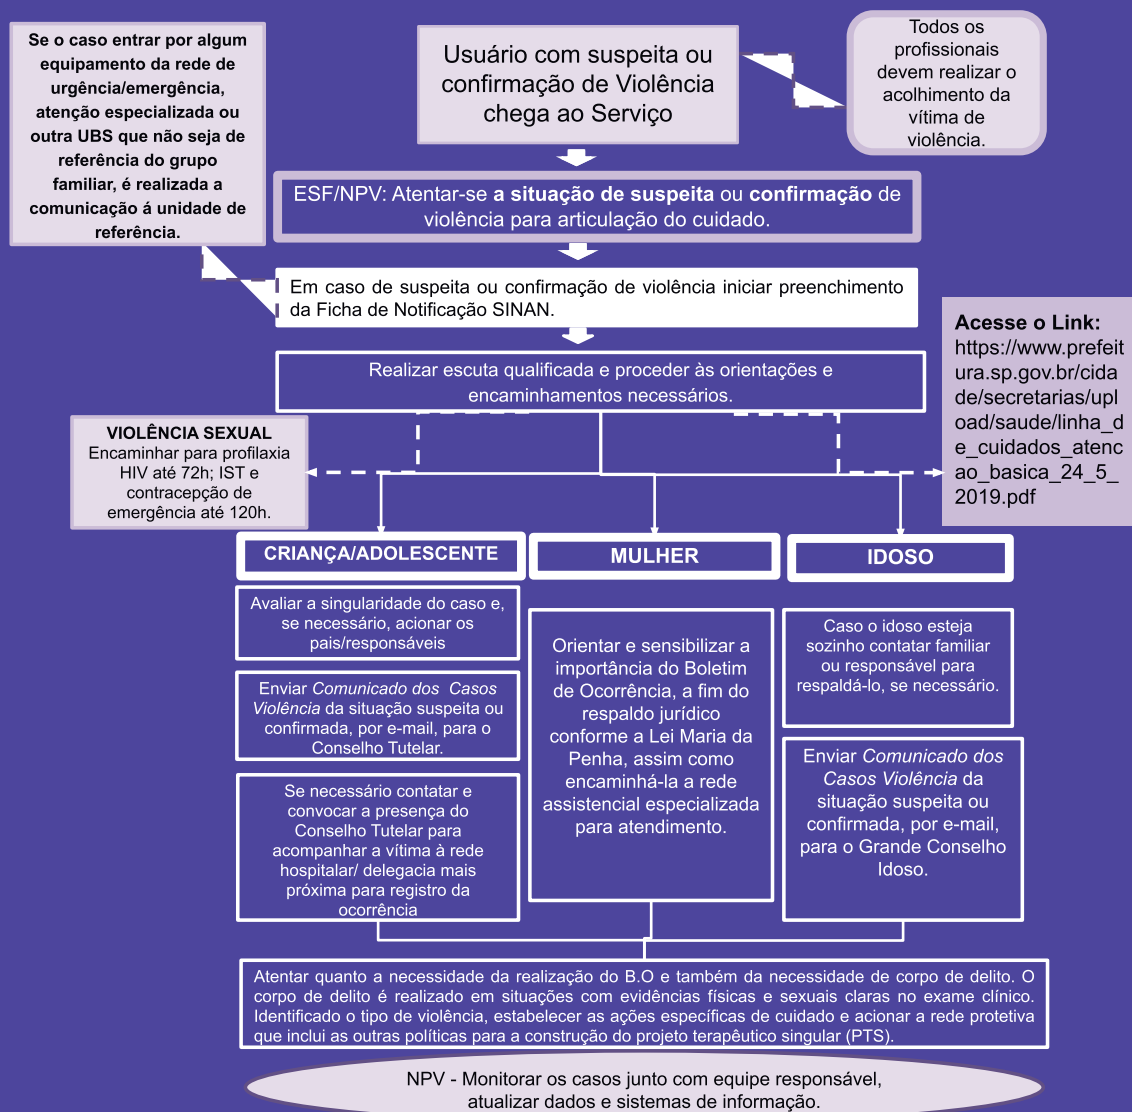 Se o caso entrar por algum
equipamento da rede de
urgência/emergência,
atenção especializada ou
outra UBS que não seja de
referência do grupo
familiar, é realizada a
comunicação á unidade de
referência.
Usuário com suspeita ou
confirmação de Violência
chega ao Serviço
Todos os
profissionais
devem realizar o
acolhimento da
vítima de
violência.
ESF/NPV: Atentar-se a situação de suspeita ou confirmação de
violência para articulação do cuidado.
Em caso de suspeita ou confirmação de violência iniciar preenchimento
da Ficha de Notificação SINAN.
Realizar escuta qualificada e proceder às orientações e
encaminhamentos necessários.
Acesse o Link:
https://www.prefeit
ura.sp.gov.br/cida
de/secretarias/upl
oad/saude/linha_d
e_cuidados_atenc
ao_basica_24_5_
2019.pdf
VIOLÊNCIA SEXUAL
Encaminhar para profilaxia
HIV até 72h; IST e
contracepção de
emergência até 120h.
CRIANÇA/ADOLESCENTE
Avaliar a singularidade do caso e,
se necessário, acionar os
pais/responsáveis
Enviar Comunicado dos Casos
Violência da situação suspeita ou
confirmada, por e-mail, para o
Conselho Tutelar.
Se necessário contatar e
convocar a presença do
Conselho Tutelar para
acompanhar a vítima à rede
hospitalar/ delegacia mais
próxima para registro da
ocorrência
MULHER
Orientar e sensibilizar a
importância do Boletim
de Ocorrência, a fim do
respaldo jurídico
conforme a Lei Maria da
Penha, assim como
encaminhá-la a rede
assistencial especializada
para atendimento.
IDOSO
Caso o idoso esteja
sozinho contatar familiar
ou responsável para
respaldá-lo, se necessário.
Enviar Comunicado dos
Casos Violência da
situação suspeita ou
confirmada, por e-mail,
para o Grande Conselho
Idoso.
Atentar quanto a necessidade da realização do B.O e também da necessidade de corpo de delito. O
corpo de delito é realizado em situações com evidências físicas e sexuais claras no exame clínico.
Identificado o tipo de violência, estabelecer as ações específicas de cuidado e acionar a rede protetiva
que inclui as outras políticas para a construção do projeto terapêutico singular (PTS).
NPV - Monitorar os casos junto com equipe responsável,
atualizar dados e sistemas de informação.